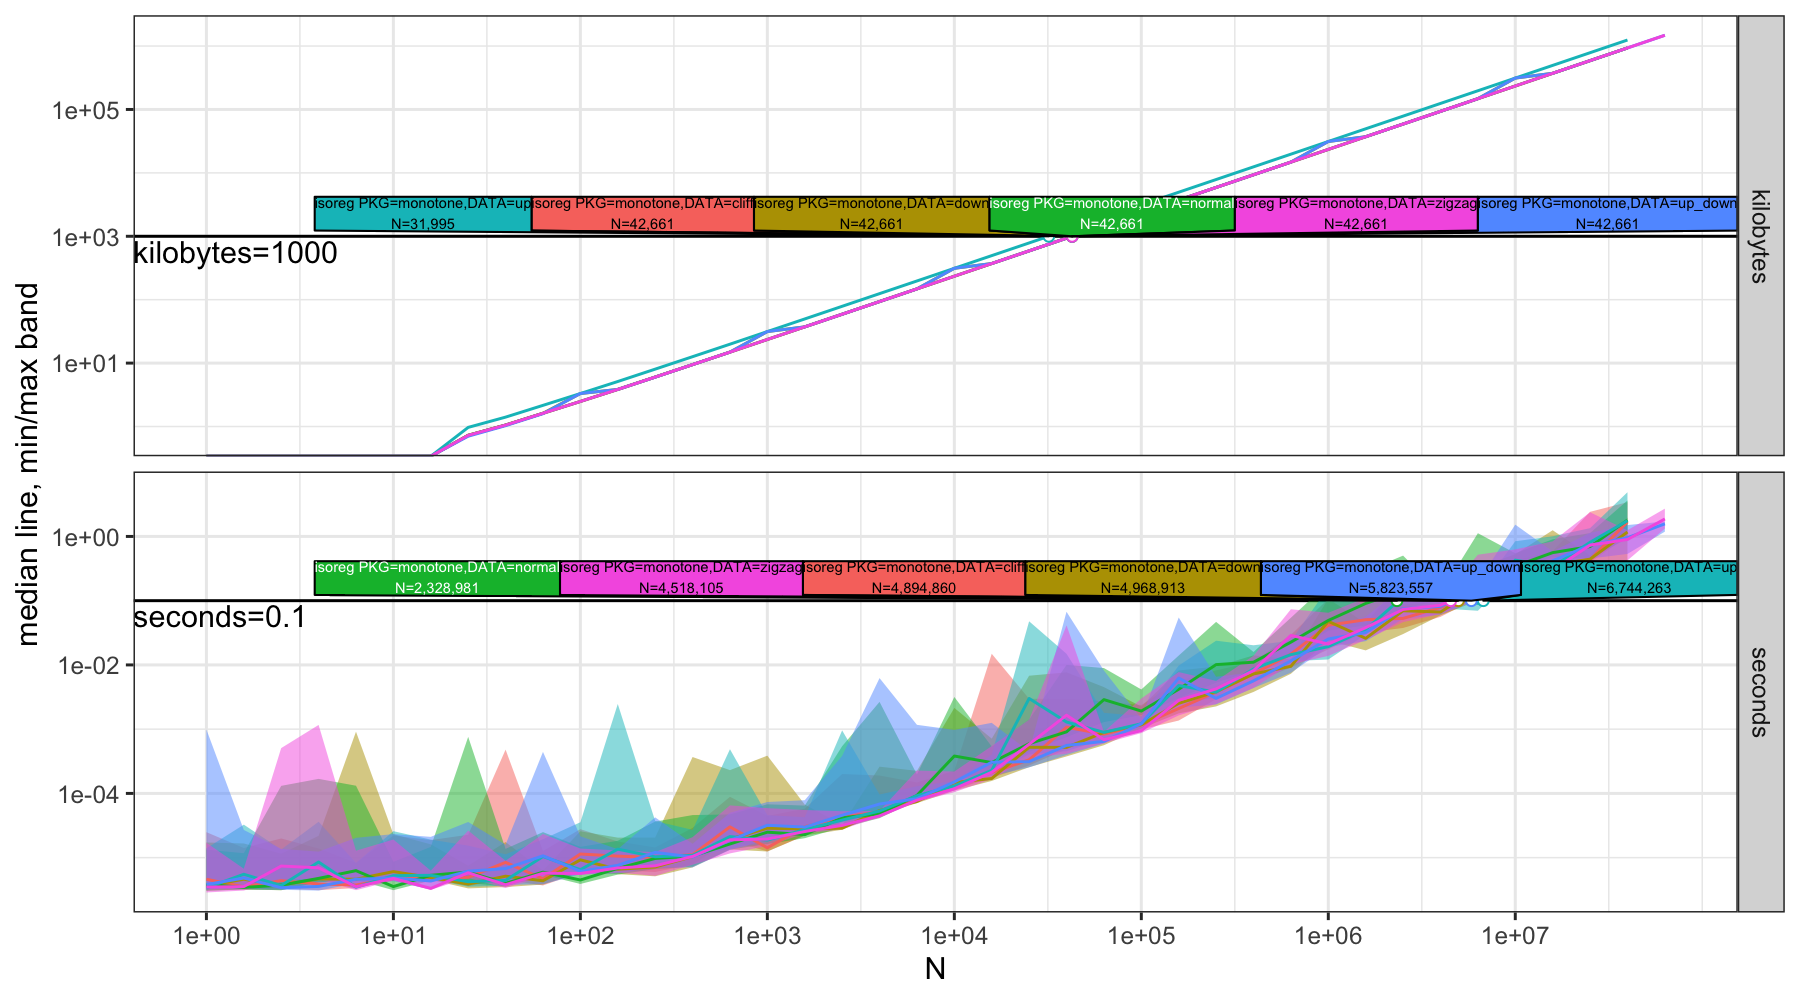 1e+05
1e+03
1e+01
isoreg PKG=monotone,DATA=up
N=31,995
isoreg PKG=monotone,DATA=cliff
N=42,661
isoreg PKG=monotone,DATA=down
N=42,661
isoreg PKG=monotone,DATA=normal
N=42,661
isoreg PKG=monotone,DATA=zigzag
N=42,661
isoreg PKG=monotone,DATA=up_down
N=42,661
kilobytes=1000
kilobytes
median line, min/max band
1e+00
1e-02
1e-04
isoreg PKG=monotone,DATA=normal
N=2,328,981
isoreg PKG=monotone,DATA=zigzag
N=4,518,105
isoreg PKG=monotone,DATA=cliff
N=4,894,860
isoreg PKG=monotone,DATA=down
N=4,968,913
isoreg PKG=monotone,DATA=up_down
N=5,823,557
isoreg PKG=monotone,DATA=up
N=6,744,263
seconds=0.1
seconds
1e+00
1e+01
1e+02
1e+03
1e+04
1e+05
1e+06
1e+07
N